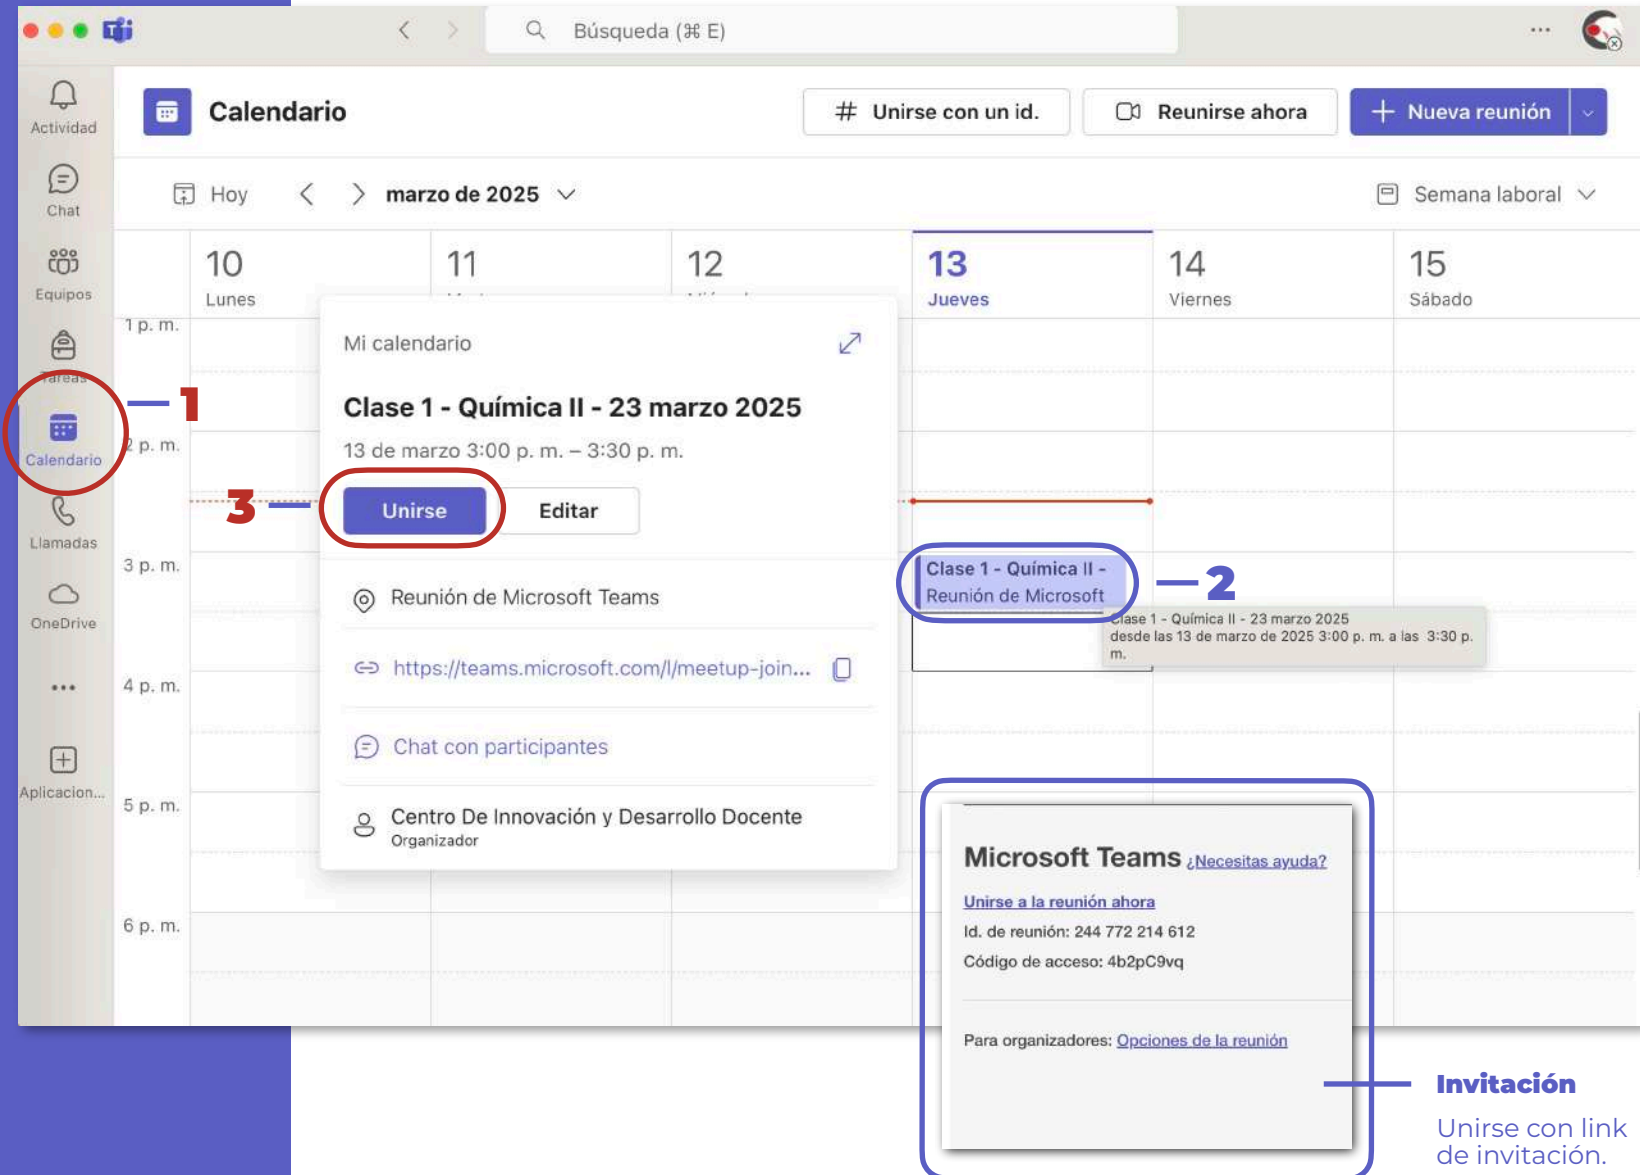 Búsqueda (⌘ E)
Actividad
Chat
Equipos
Tareas
Calendario
Llamadas
OneDrive
Aplicacion...
Calendario
# Unirse con un id.
Reunirse ahora
+ Nueva reunión
Hoy
marzo de 2025
Semana laboral
10
Lunes
11
12
13
Jueves
14
Viernes
15
Sábado
1 p. m.
2 p. m.
3 p. m.
4 p. m.
5 p. m.
6 p. m.
1
Mi calendario
Clase 1 - Química II - 23 marzo 2025
13 de marzo 3:00 p. m. – 3:30 p. m.
3
Unirse
Editar
Reunión de Microsoft Teams
https://teams.microsoft.com/l/meetup-join...
Chat con participantes
Centro De Innovación y Desarrollo Docente
Organizador
Clase 1 - Química II -
Reunión de Microsoft
2
Clase 1 - Química II - 23 marzo 2025
desde las 13 de marzo de 2025 3:00 p. m. a las 3:30 p.
m.
Microsoft Teams ¿Necesitas ayuda?
Unirse a la reunión ahora
Id. de reunión: 244 772 214 612
Código de acceso: 4b2pC9vq
Para organizadores: Opciones de la reunión
Invitación
Unirse con link
de invitación.